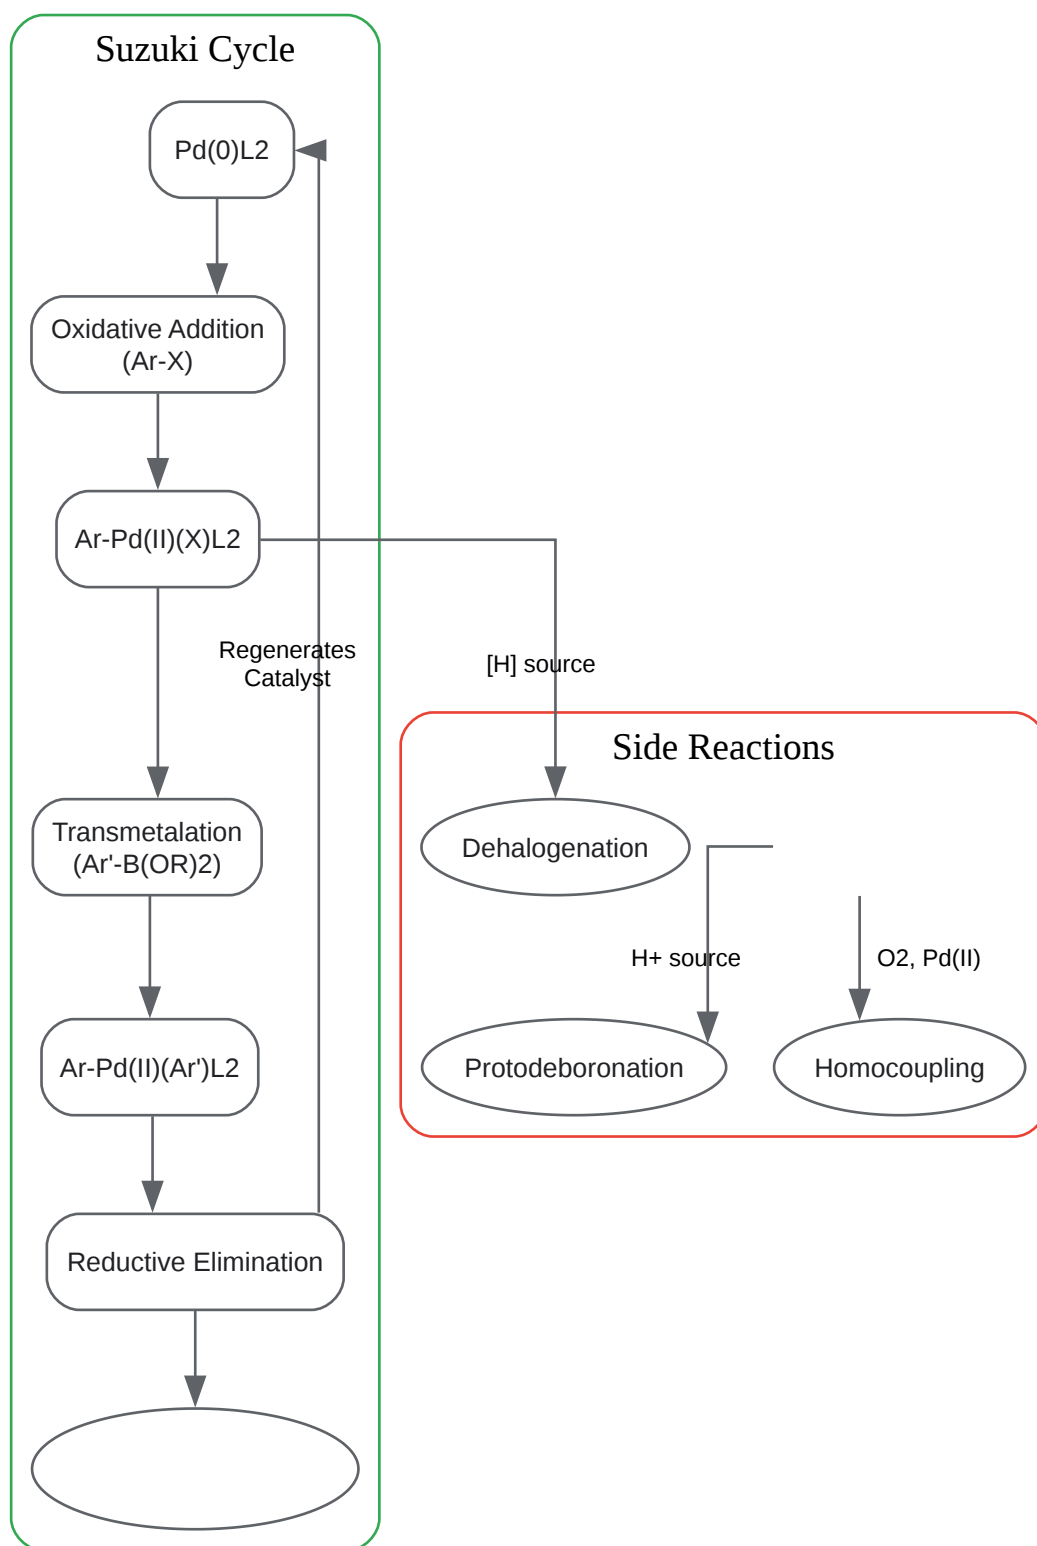 Suzuki Cycle
Pd(0)L2
Oxidative Addition
(Ar-X)
Ar-Pd(II)(X)L2
Regenerates
Catalyst
[H] source
Side Reactions
Transmetalation
(Ar'-B(OR)2)
Dehalogenation
H+ source
O2, Pd(II)
Ar-Pd(II)(Ar')L2
Protodeboronation
Homocoupling
Reductive Elimination